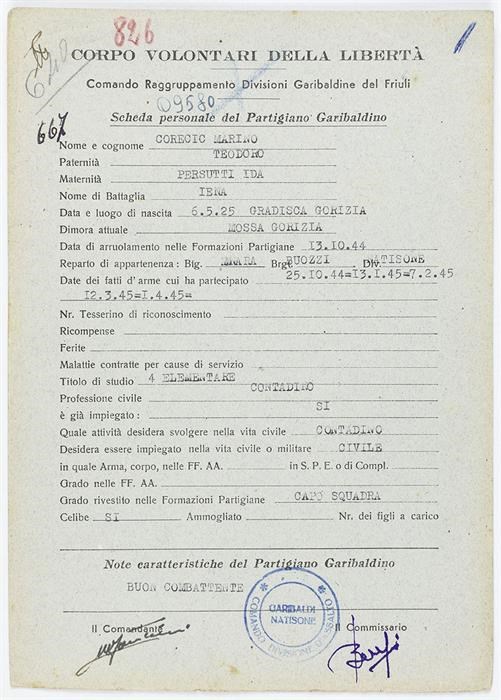 826
CORPO VOLONTARI DELLA LIBERTÀ
Comando Raggruppamento Divisioni Garibaldine del Friuli
09580
Scheda personale del Partigiano Garibaldino
667
Nome e cognome CORECIC MARINO
Paternità TEODORO
Maternità PERSUTTI IDA
Nome di Battaglia IENA
Data e luogo di nascita 6.5.25 GRADISCA GORIZIA
Dimora attuale MOSSA GORIZIA
Data di arruolamento nelle Formazioni Partigiane 13.10.44
Reparto di appartenenza: Btg. MARA Brg. BUOZZI Div. NATISONE
Date dei fatti d'arme cui ha partecipato 25.10.44=13.1.45=7.2.45
12.3.45=1.4.45=
Nr. Tesserino di riconoscimento
Ricompense
Ferite
Malattie contratte per cause di servizio
Titolo di studio 4 ELEMENTARE
Professione civile CONTADINO
è già impiegato: SI
Quale attività desidera svolgere nella vita civile CONTADINO
Desidera essere impiegato nella vita civile o militare CIVILE
in quale Arma, corpo, nelle FF. AA. in S. P. E. o di Compl.
Grado nelle FF. AA.
Grado rivestito nelle Formazioni Partigiane CAPO SQUADRA
Celibe SI Ammogliato Nr. dei figli a carico
Note caratteristiche del Partigiano Garibaldino
BUON COMBATTENTE
COMANDO DIVISIONE D'ASSALTO
GARIBALDI
NATISONE
Il Comandante Il Commissario